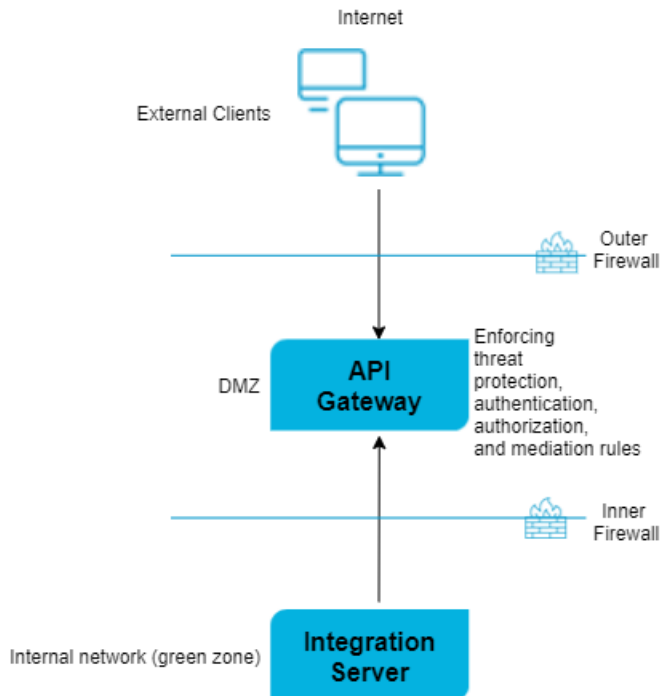 Internet
External Clients
Outer
Firewall
DMZ
API
Gateway
Enforcing
threat
protection,
authentication,
authorization,
and mediation rules
Inner
Firewall
Internal network (green zone)
Integration
Server